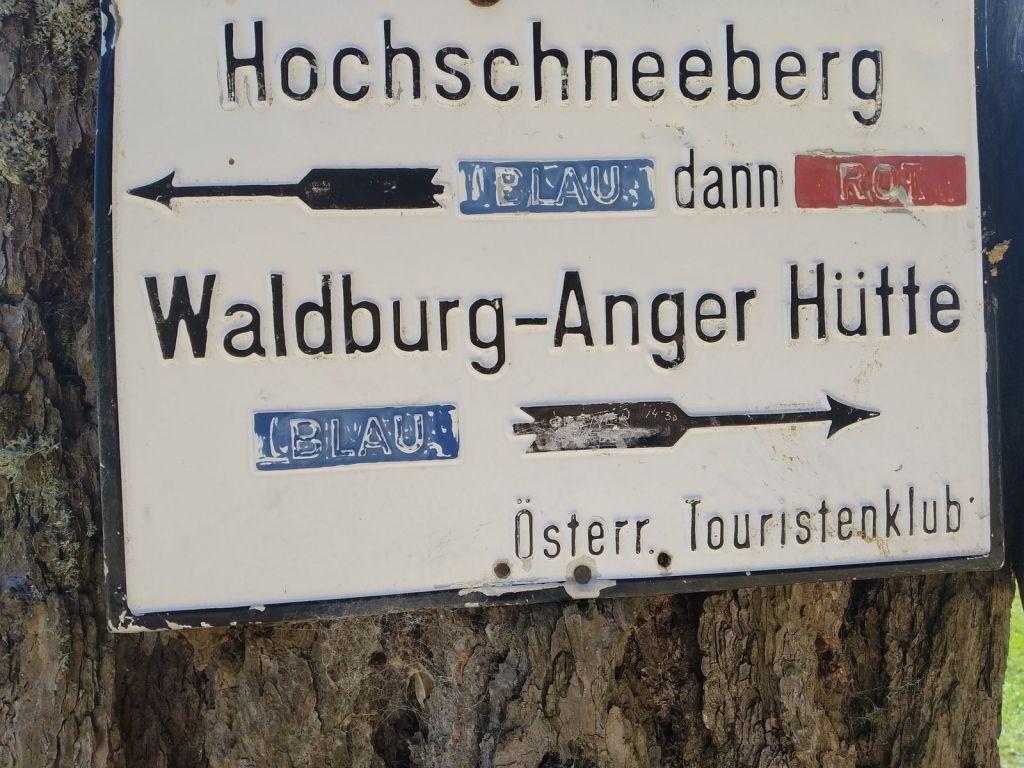 Hochschneeberg
BLAU dann ROT
Waldburg-Anger Hütte
BLAU
Österr. Touristenklub